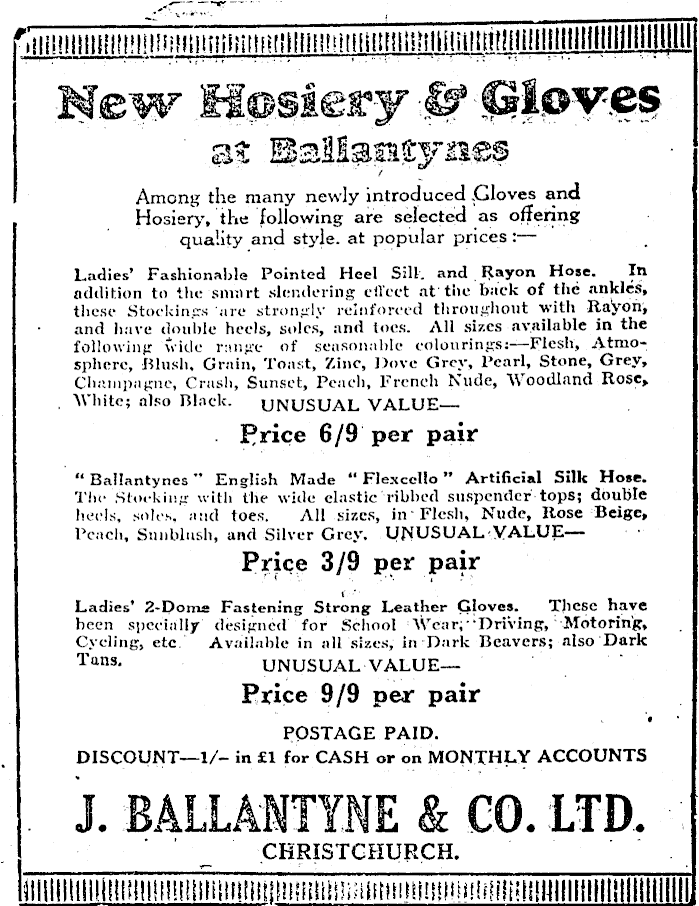 New Hosiery & Gloves
at Ballantynes
Among the many newly introduced Gloves and
Hosiery, the following are selected as offering
quality and style. at popular prices:—
Ladies' Fashionable Pointed Heel Silk and Rayon Hose. In
addition to the smart slendering effect at the back of the ankles,
these Stockings are strongly reinforced throughout with Rayon,
and have double heels, soles, and toes. All sizes available in the
following wide range of seasonable colourings:—Flesh, Atmo-
sphere, Blush, Grain, Toast, Zinc, Dove Grey, Pearl, Stone, Grey,
Champagne, Crash, Sunset, Peach, French Nude, Woodland Rose,
White; also Black. UNUSUAL VALUE—
Price 6/9 per pair
"Ballantynes" English Made "Flexcello" Artificial Silk Hose.
The Stocking with the wide elastic ribbed suspender tops; double
heels, soles, and toes. All sizes, in Flesh, Nude, Rose Beige,
Peach, Sunblush, and Silver Grey. UNUSUAL VALUE—
Price 3/9 per pair
Ladies' 2-Dome Fastening Strong Leather Gloves. These have
been specially designed for School Wear, Driving, Motoring,
Cycling, etc. Available in all sizes, in Dark Beavers; also Dark
Tans. UNUSUAL VALUE—
Price 9/9 per pair
POSTAGE PAID.
DISCOUNT—1/- in £1 for CASH or on MONTHLY ACCOUNTS
J. BALLANTYNE & CO. LTD.
CHRISTCHURCH.